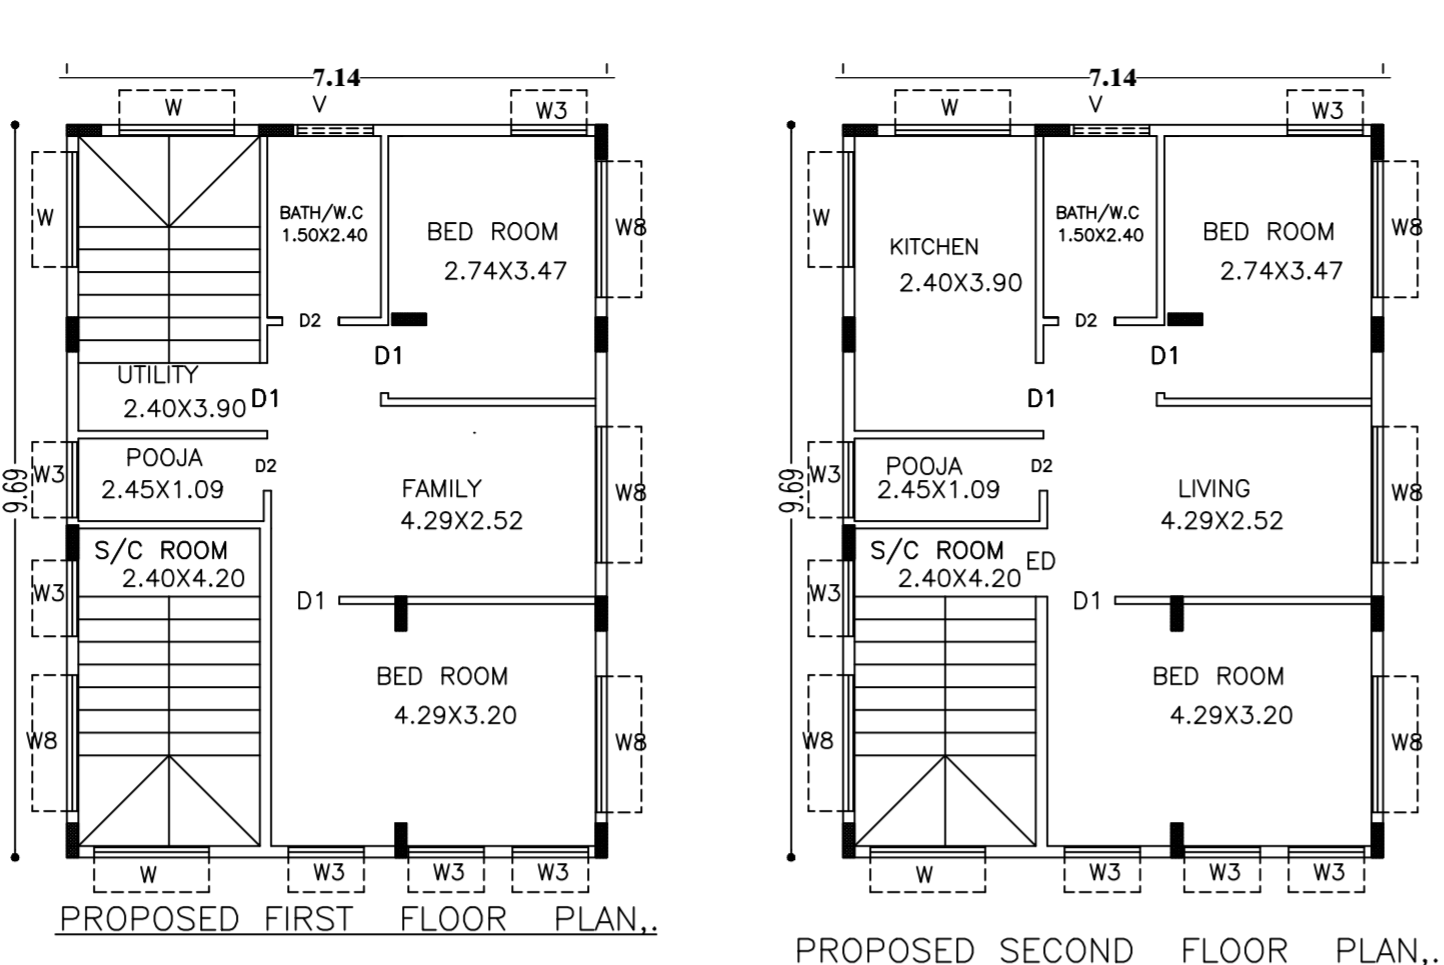 7.14
W
V
W3
W
W8
BATH/W.C
1.50X2.40
BED ROOM
2.74X3.47
D2
D1
UTILITY
2.40X3.90
D1
9.69
W3
POOJA
2.45X1.09
D2
FAMILY
4.29X2.52
W8
S/C ROOM
2.40X4.20
W3
D1
BED ROOM
4.29X3.20
W8
W8
W
W3
W3
W3
PROPOSED FIRST FLOOR PLAN,.
7.14
W
V
W3
W
W8
KITCHEN
2.40X3.90
BATH/W.C
1.50X2.40
BED ROOM
2.74X3.47
D2
D1
D1
9.69
W3
POOJA
2.45X1.09
D2
LIVING
4.29X2.52
W8
S/C ROOM
2.40X4.20
ED
W3
D1
BED ROOM
4.29X3.20
W8
W8
W
W3
W3
W3
PROPOSED SECOND FLOOR PLAN,.